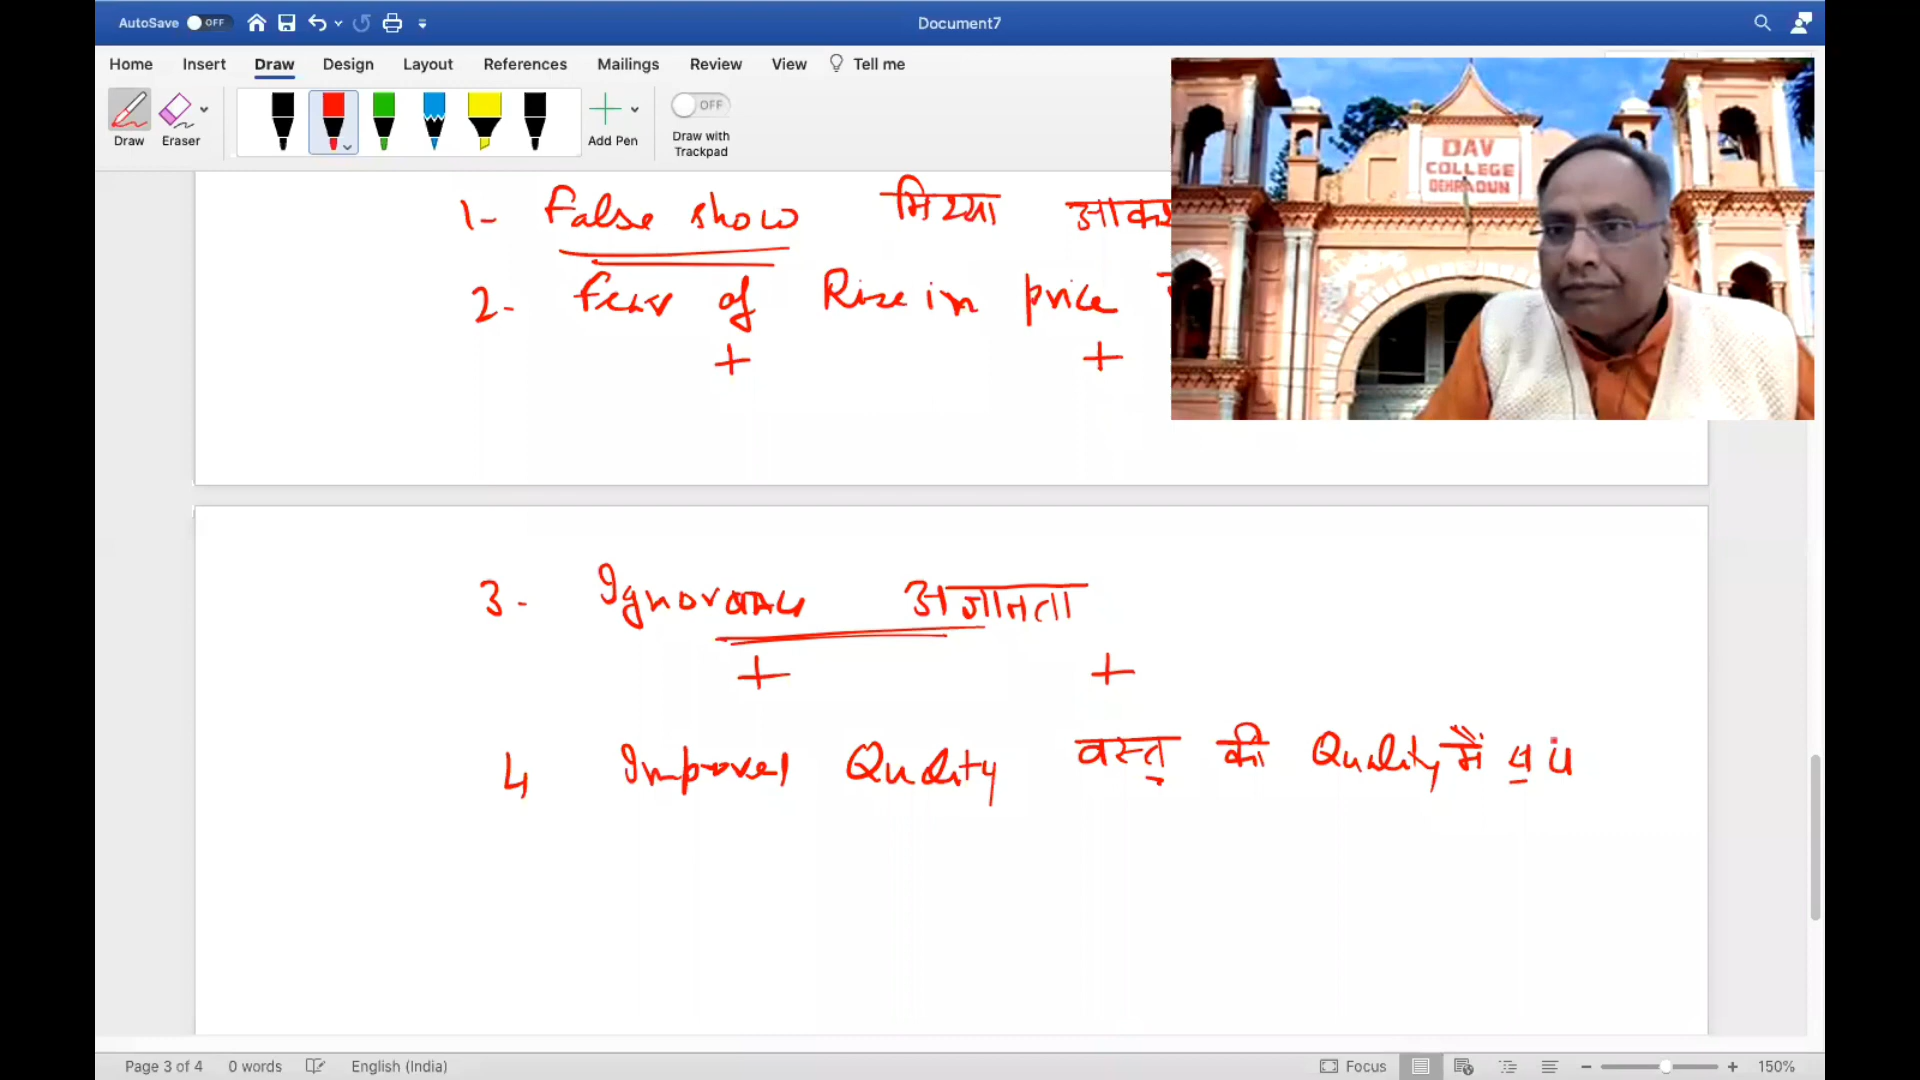 AutoSave OFF Document7
Home Insert Draw Design Layout References Mailings Review View Tell me
OFF
Draw Eraser Add Pen Draw with Trackpad
DAV
COLLEGE
DEHRADUN
1- False show मिथ्या
2- Fear of Rise in price
+ +
3- Ignorance अज्ञानता
+ +
4 Improved Quality वस्तु की Quality में
Page 3 of 4 0 words English (India) Focus 150%